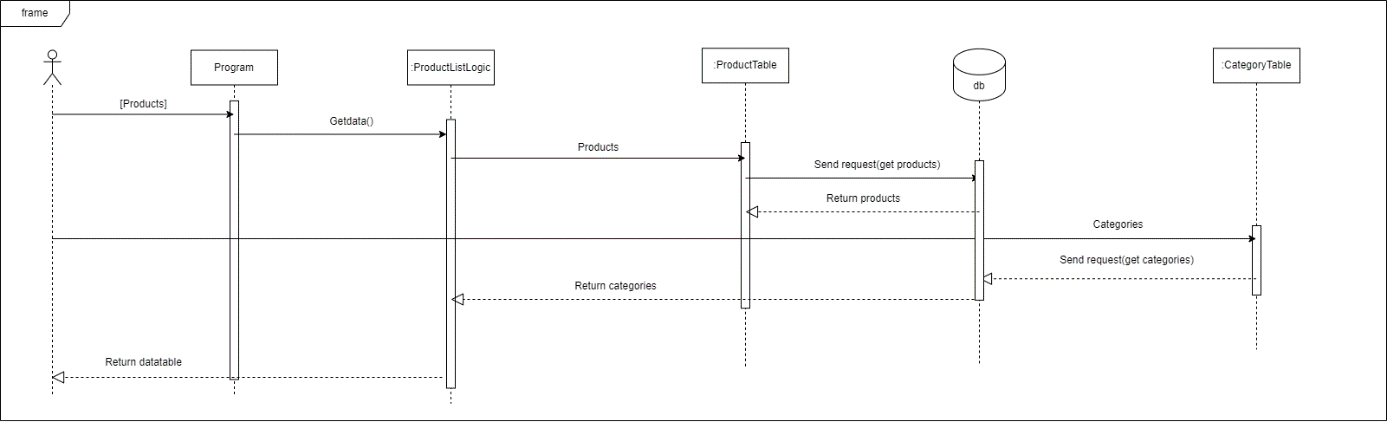 frame
Program
:ProductListLogic
:ProductTable
db
:CategoryTable
[Products]
Getdata()
Products
Send request(get products)
Return products
Categories
Send request(get categories)
Return categories
Return datatable